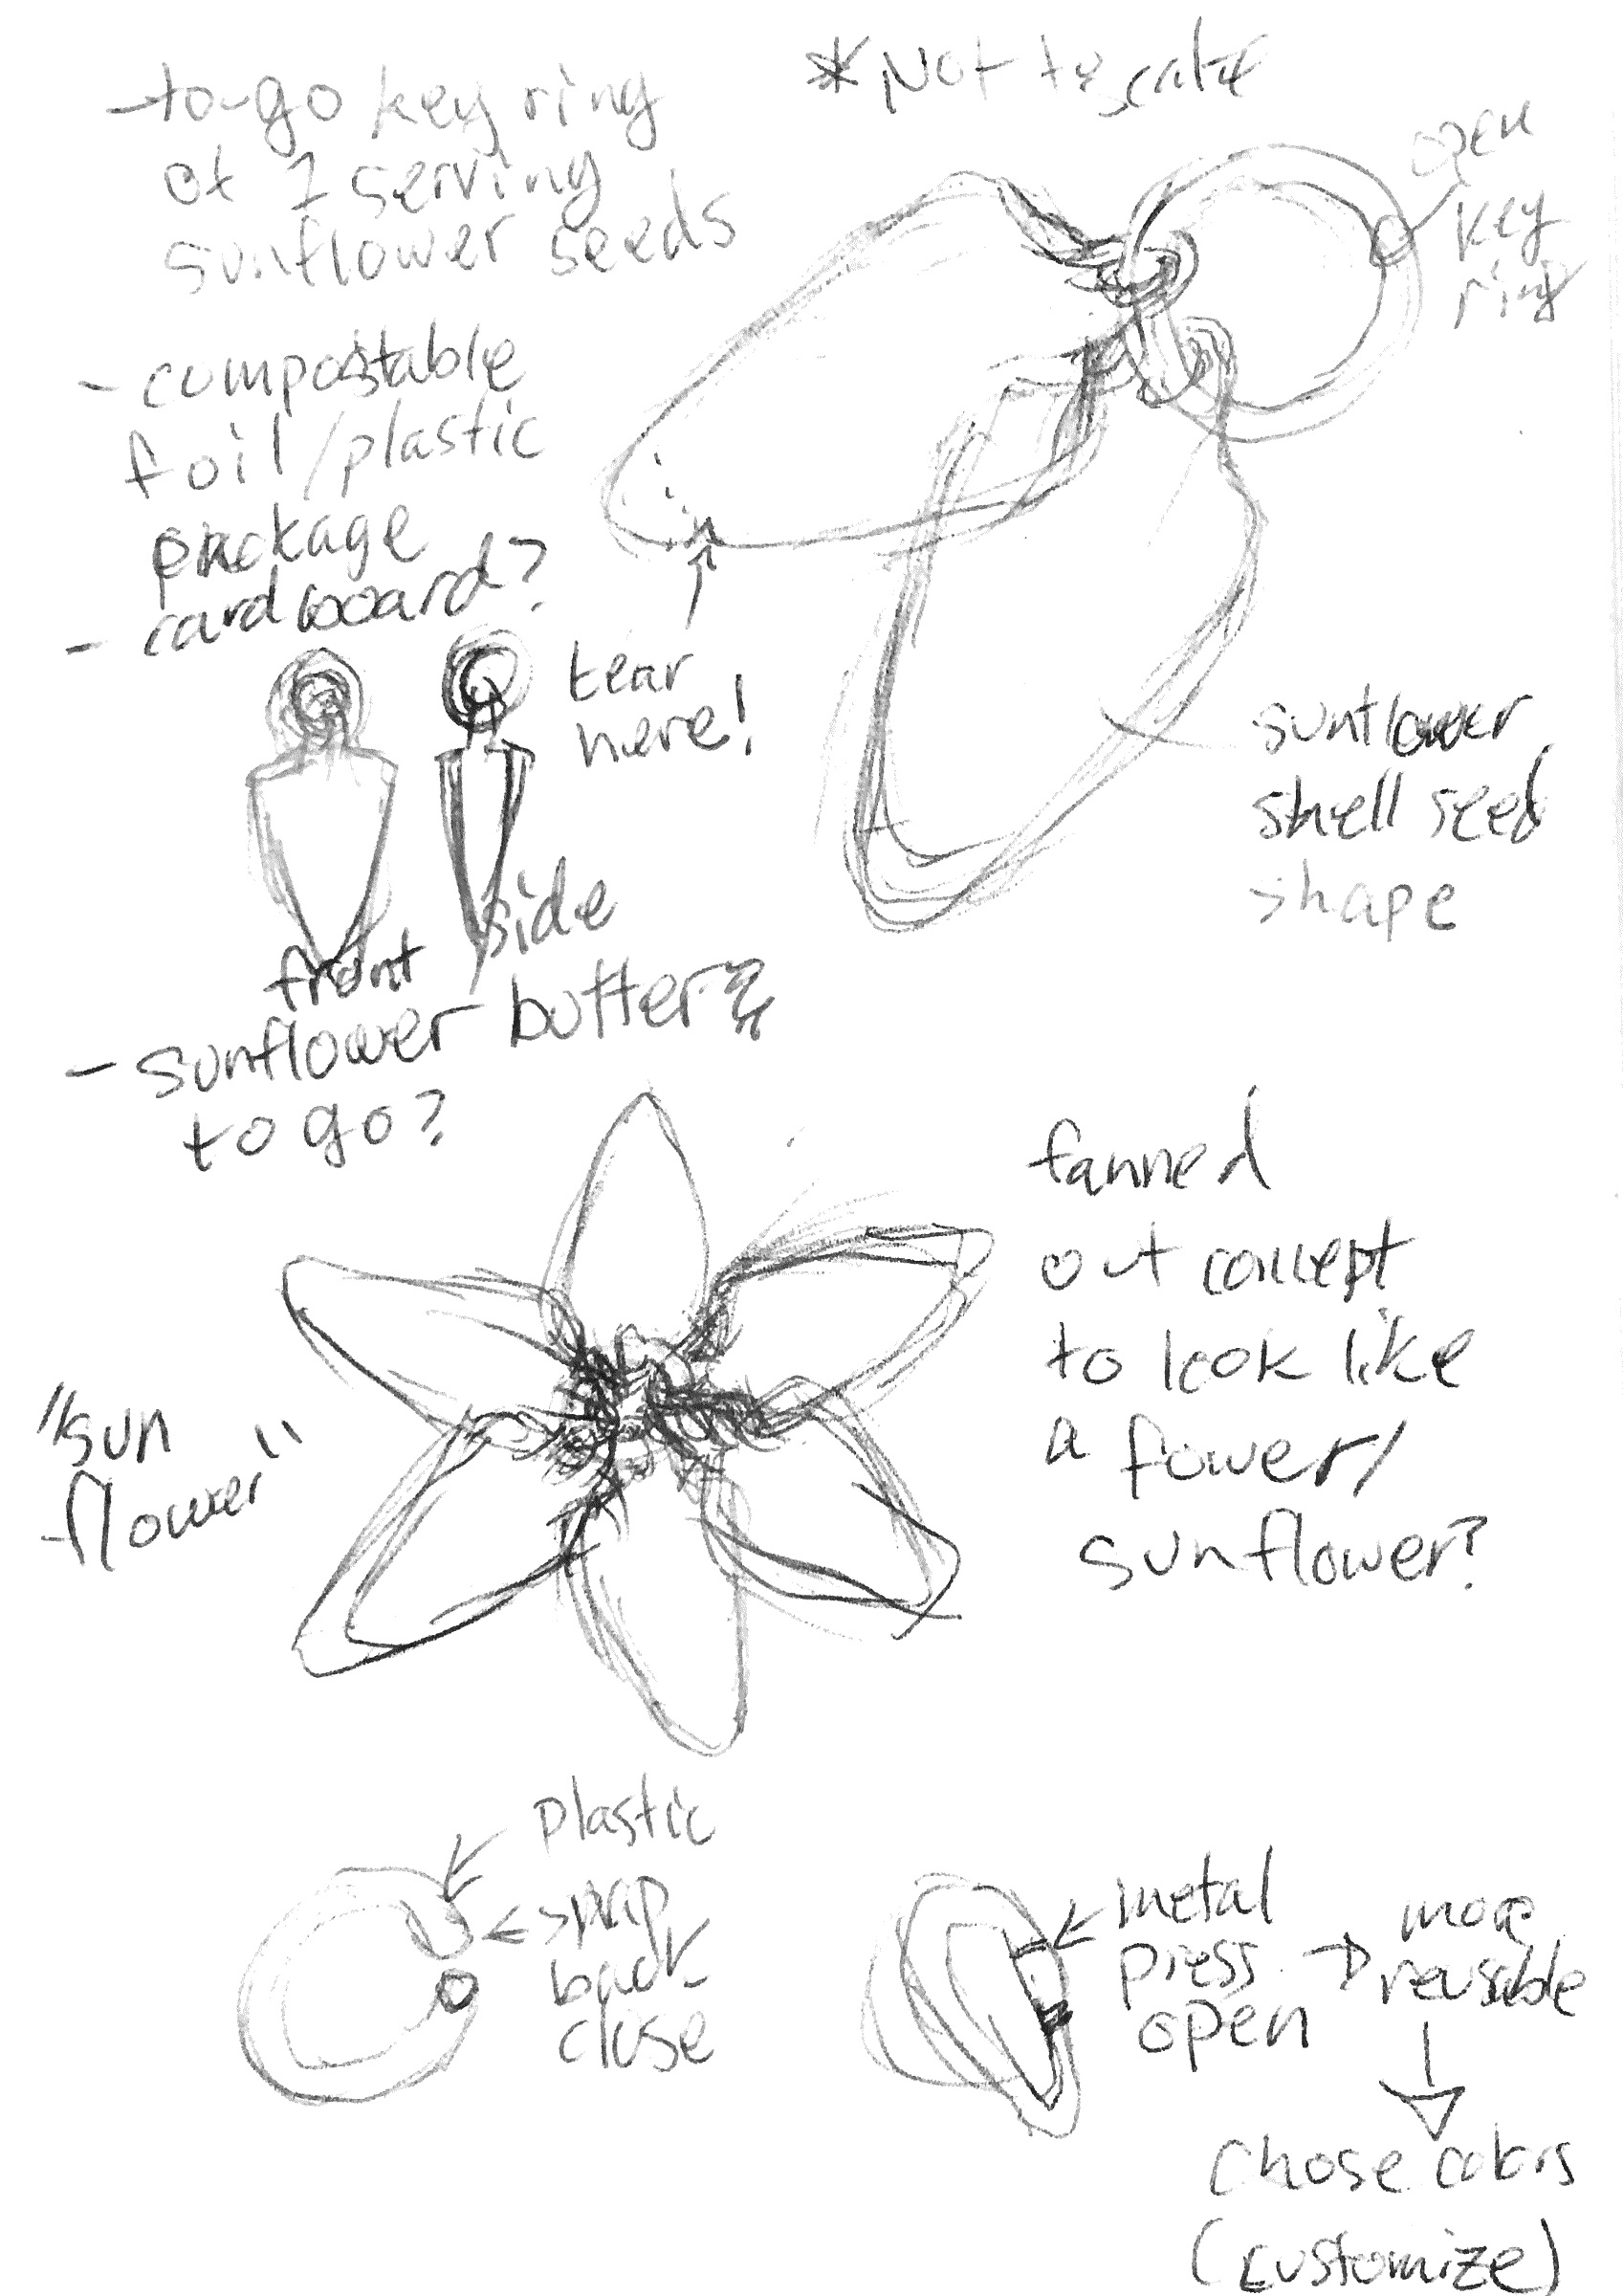 *Not to scale
-to-go key ring
of 1 serving
sunflower seeds
open
key
ring
- compostable
foil/plastic
package
- cardboard?
tear
here!
sunflower
shell seed
shape
front
side
- sunflower butter
to go?
fanned
out concept
to look like
a fower/
sunflower?
"sun
flower"
plastic
snap
back
close
metal
press
open
more
reusable
chose colors
(customize)